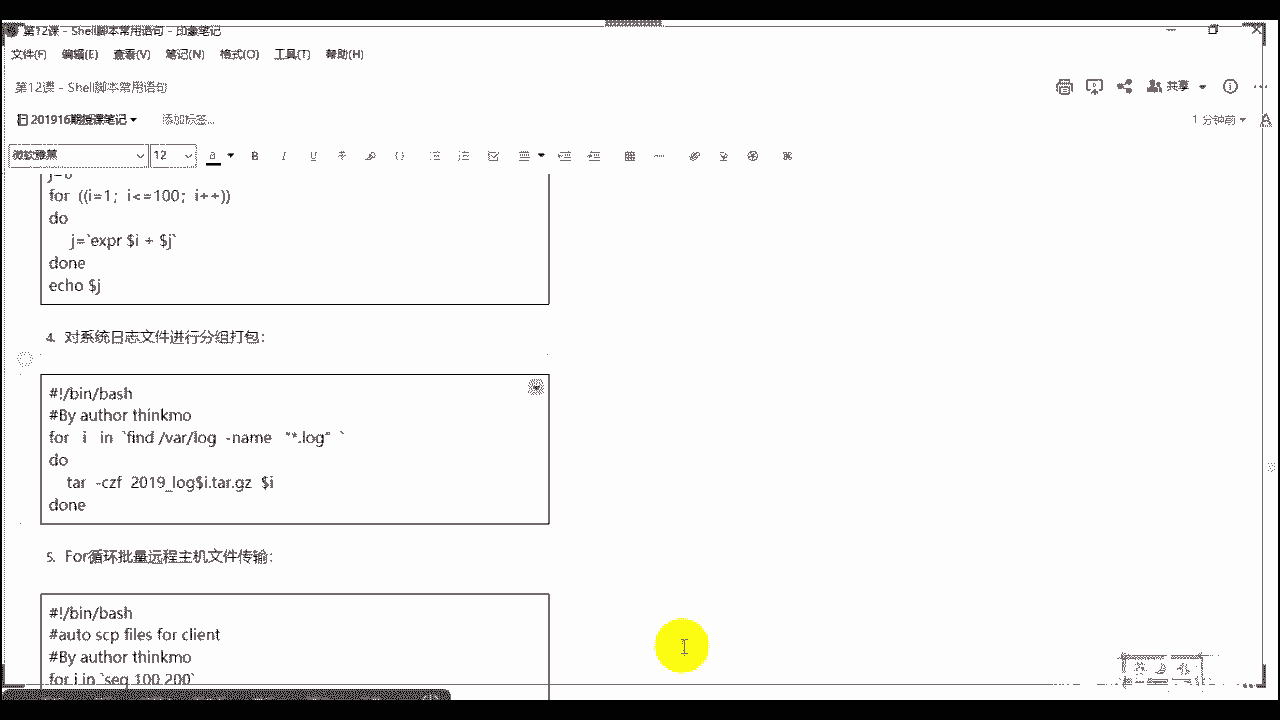 第12课 - Shell脚本常用语句 - 印象笔记
文件(F) 编辑(E) 查看(V) 笔记(N) 格式(O) 工具(T) 帮助(H)
第12课 - Shell脚本常用语句
共享
201916期授课笔记
添加标签...
1 分钟前
微软雅黑 12 a B I U
for ((i=1; i<=100; i++))
do
j=`expr $i + $j`
done
echo $j
4. 对系统日志文件进行分组打包:
#!/bin/bash
#By author thinkmo
for i in `find /var/log -name "*.log" `
do
tar -czf 2019_log$i.tar.gz $i
done
5. For循环批量远程主机文件传输:
#!/bin/bash
#auto scp files for client
#By author thinkmo
for i in `seq 100 200`